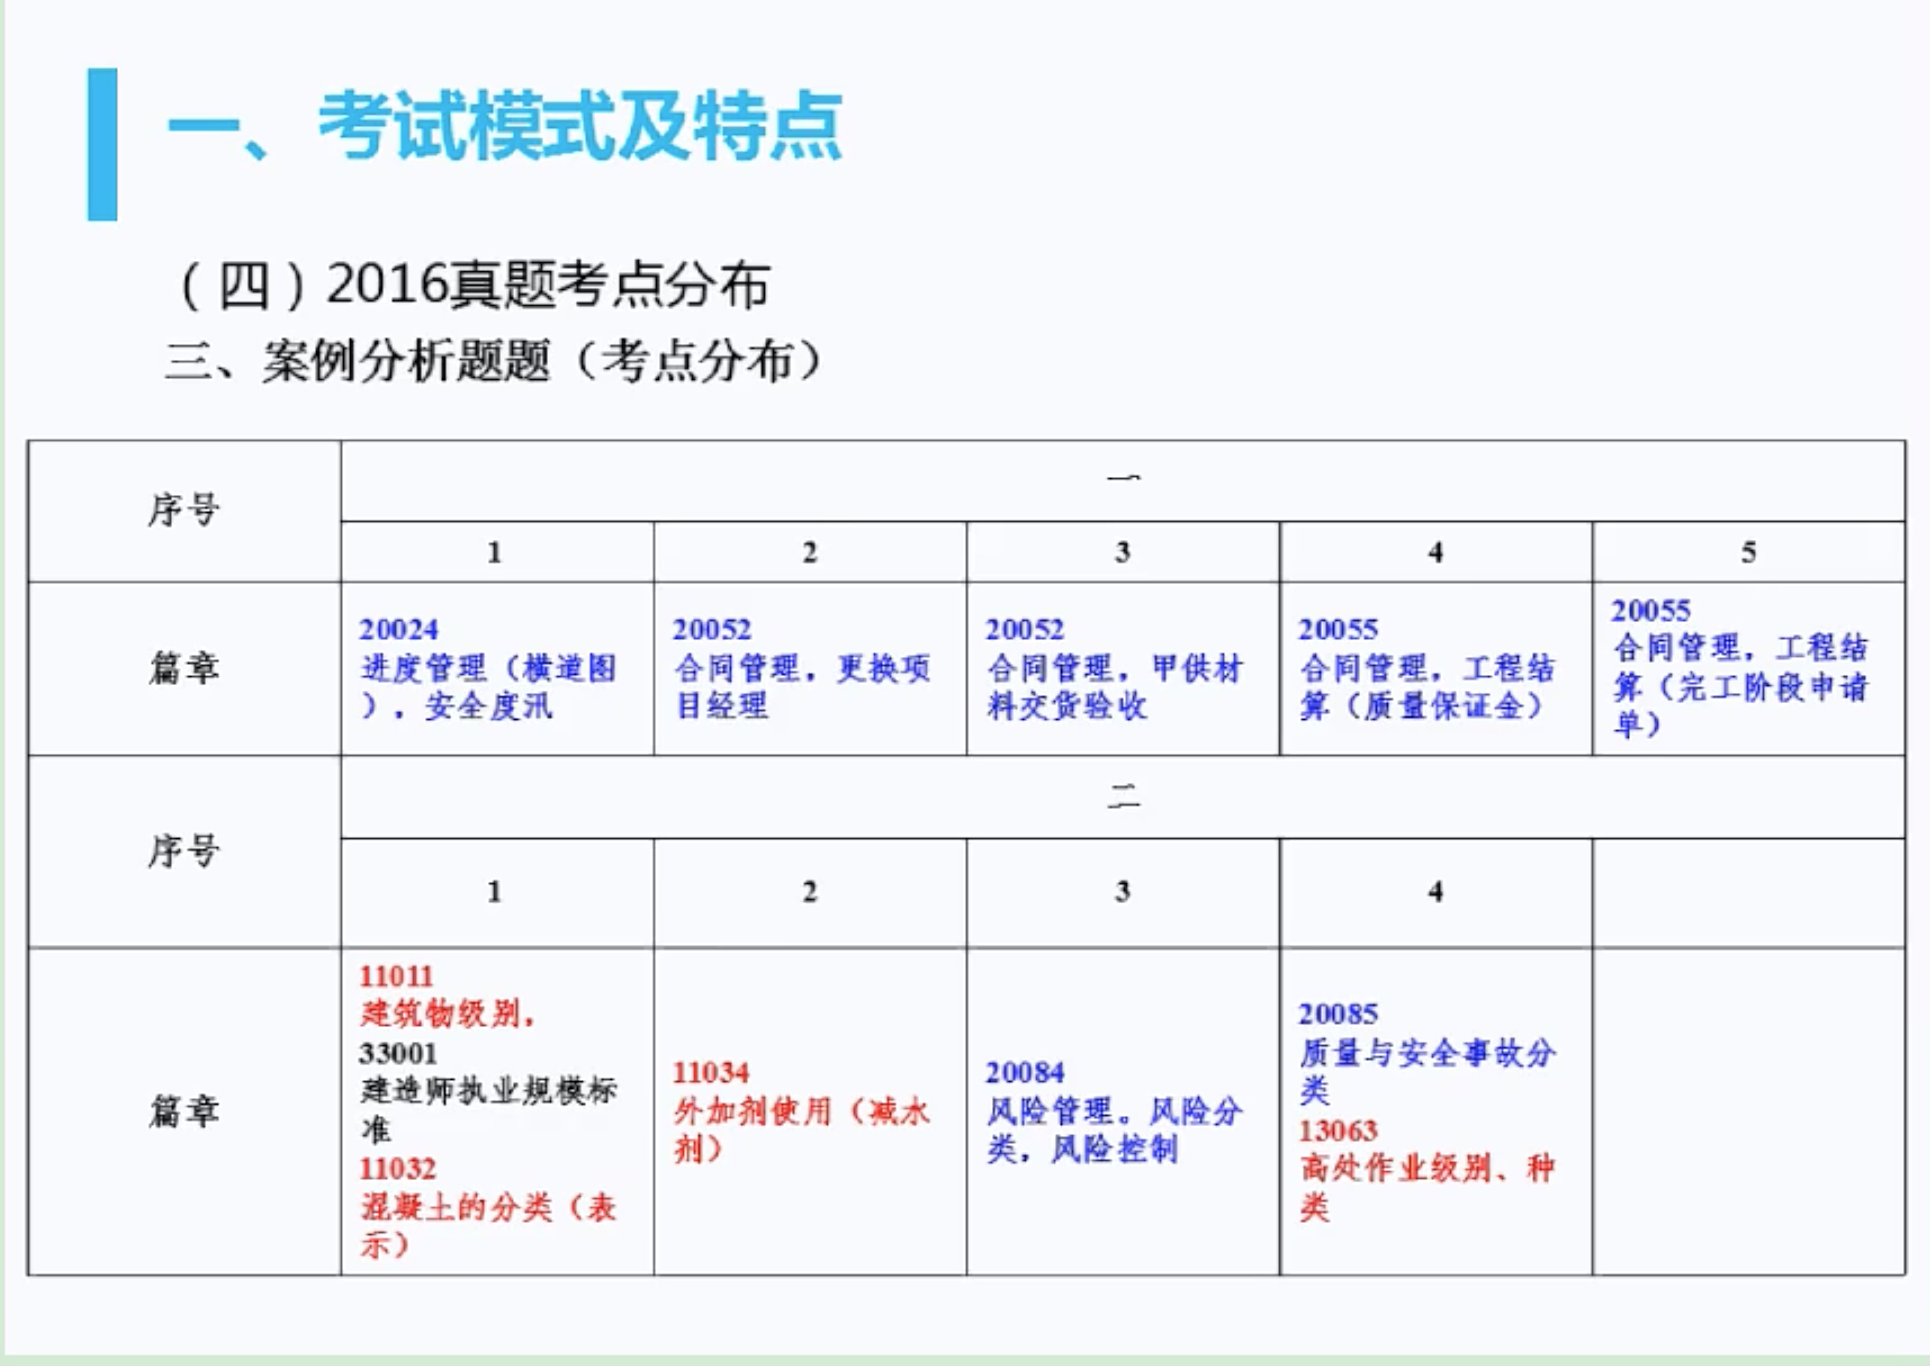 一、考试模式及特点
（四）2016真题考点分布
三、案例分析题题（考点分布）
序号
一
1
2
3
4
5
篇章
20024
进度管理（横道图
），安全度汛
20052
合同管理，更换项
目经理
20052
合同管理，甲供材
料交货验收
20055
合同管理，工程结
算（质量保证金）
20055
合同管理，工程结
算（完工阶段申请
单）
序号
二
1
2
3
4
篇章
11011
建筑物级别，
33001
建造师执业规模标
准
11032
混凝土的分类（表
示）
11034
外加剂使用（减水
剂）
20084
风险管理。风险分
类，风险控制
20085
质量与安全事故分
类
13063
高处作业级别、种
类